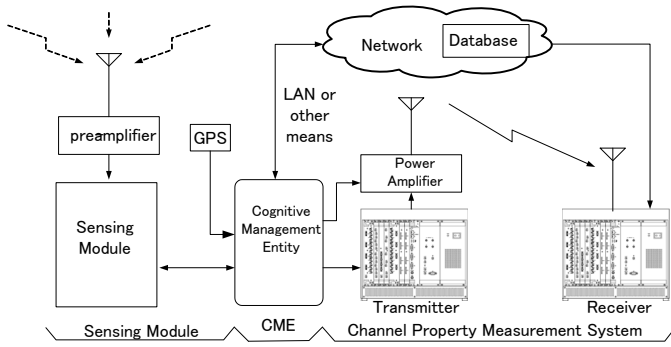 Network
Database
LAN or
other
means
preamplifier
GPS
Power
Amplifier
Sensing
Module
Cognitive
Management
Entity
Transmitter
Receiver
Sensing Module
CME
Channel Property Measurement System